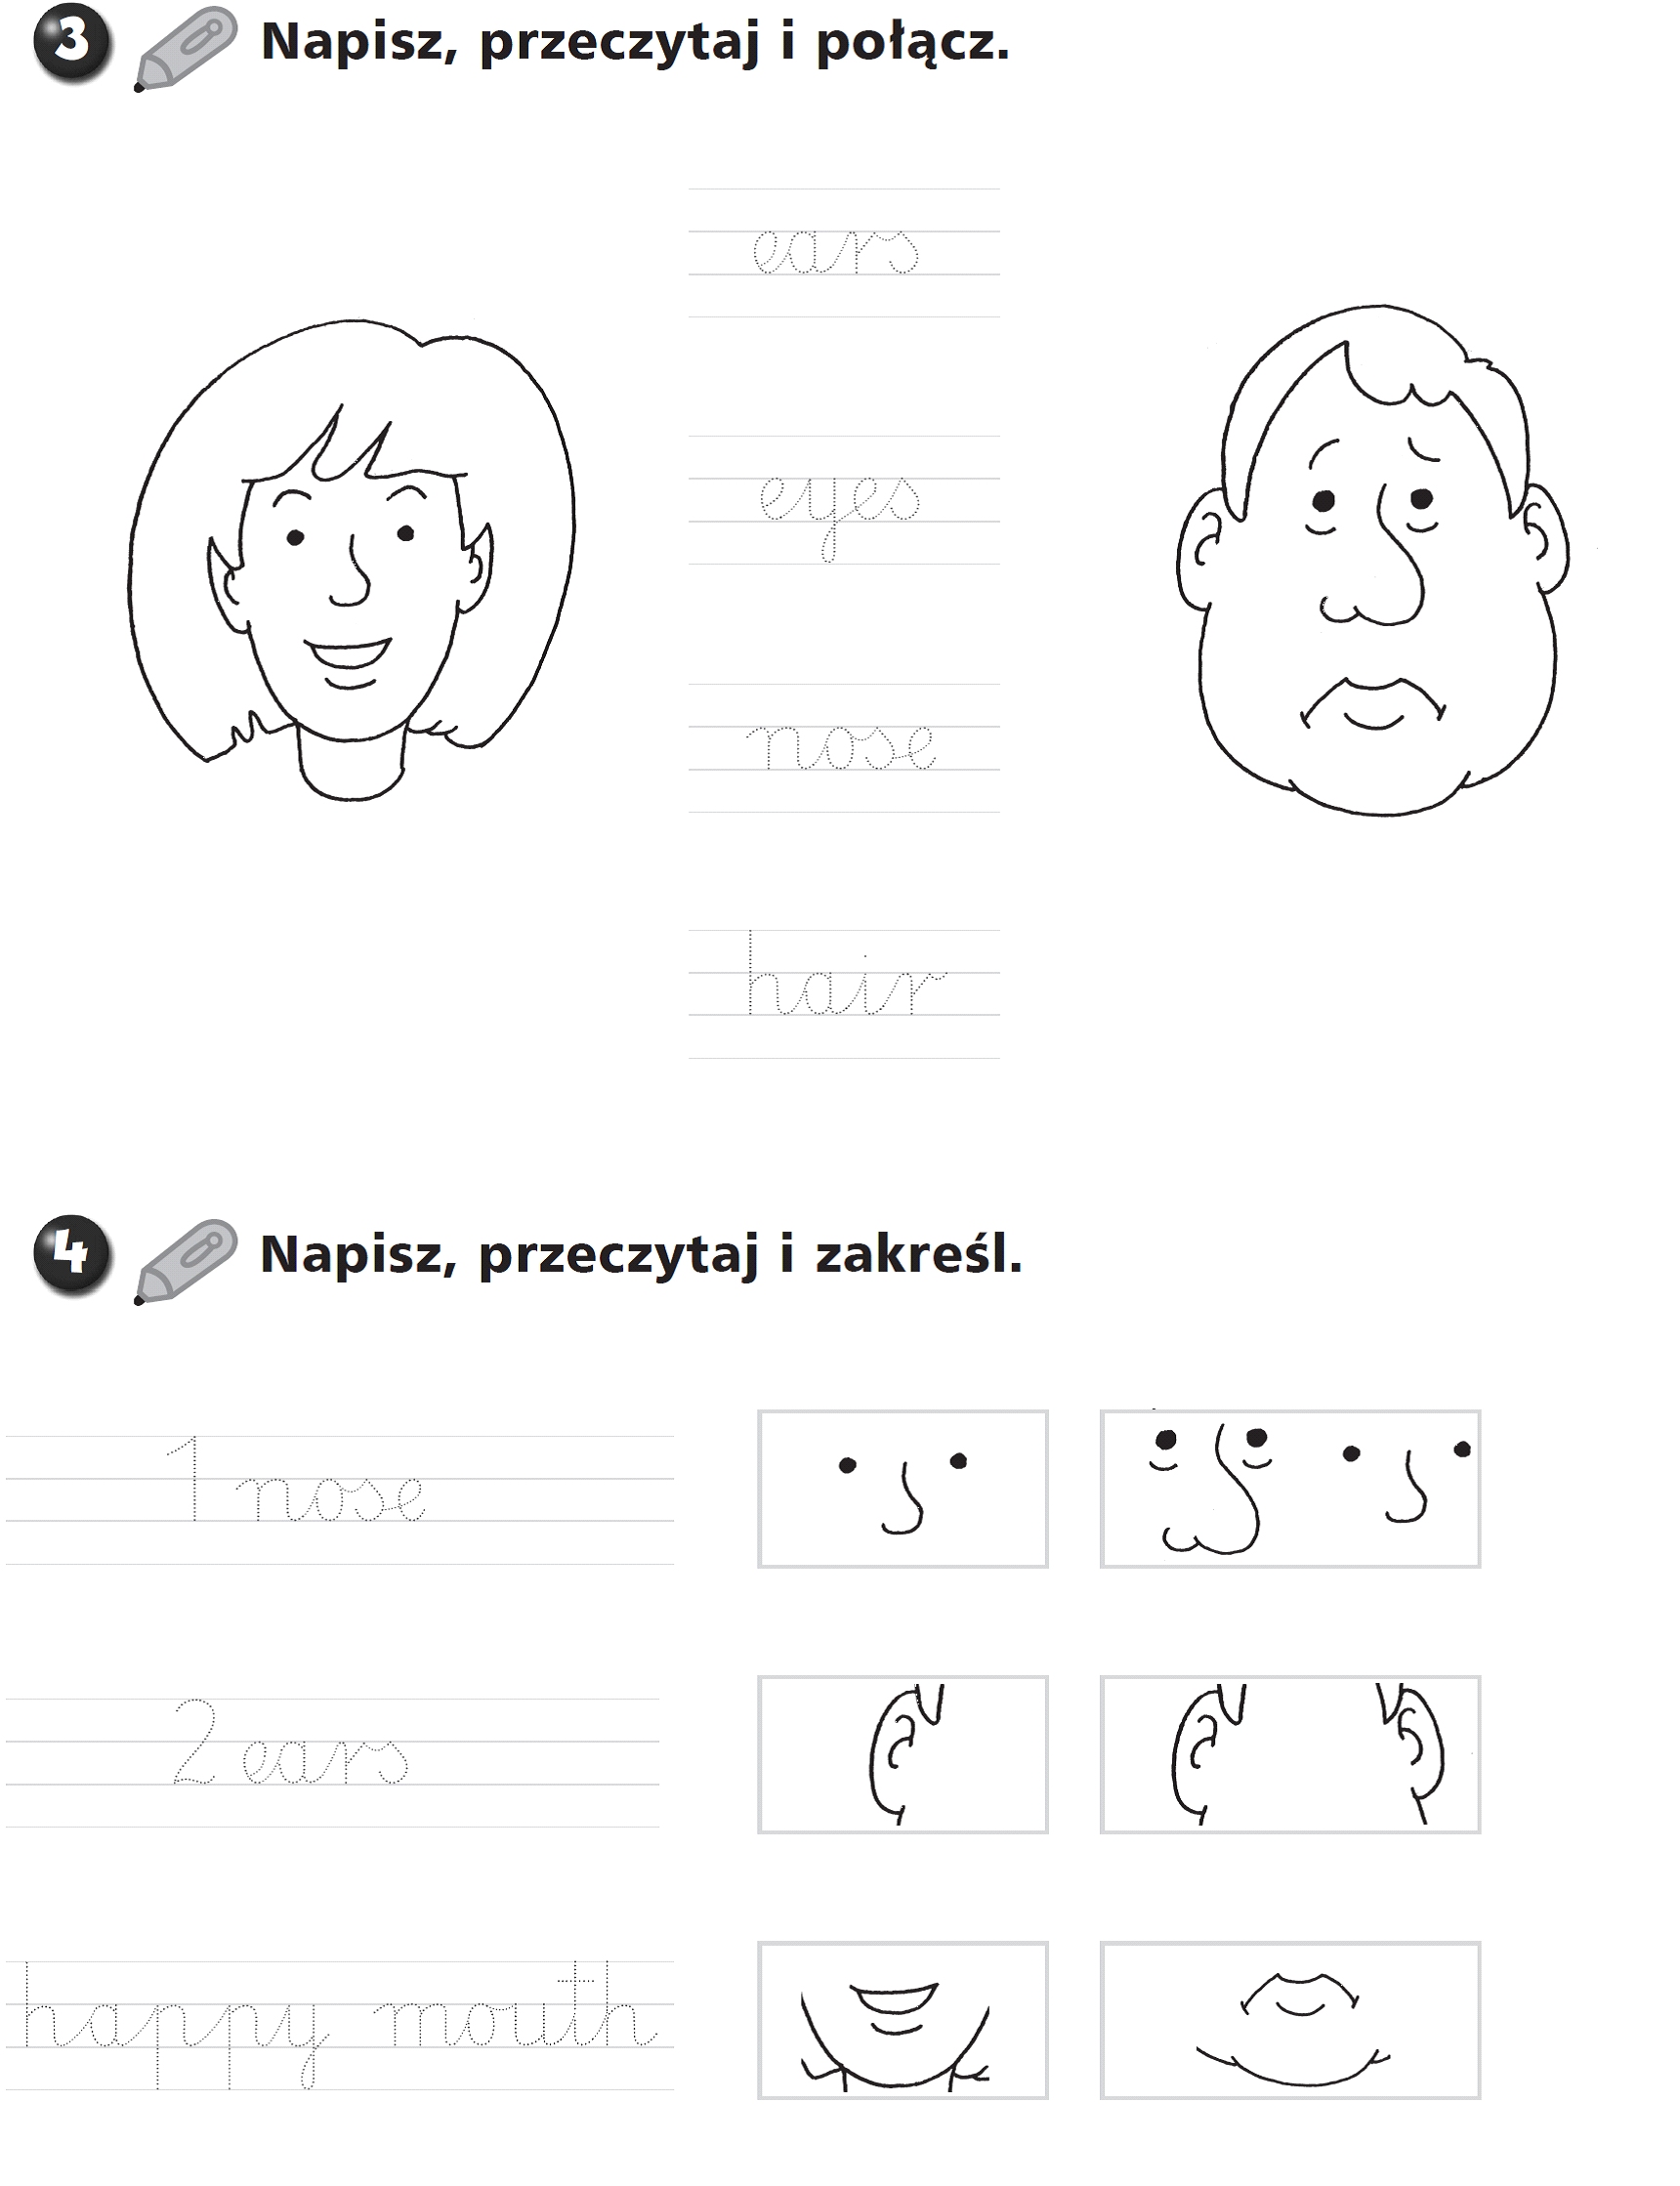 3 Napisz, przeczytaj i połącz.
ears
eyes
nose
hair
4 Napisz, przeczytaj i zakreśl.
1 nose
2 ears
happy mouth